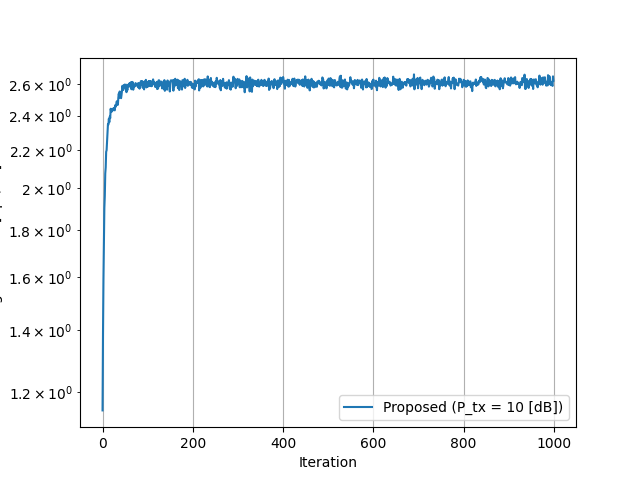 2.6 × 10⁰
2.4 × 10⁰
2.2 × 10⁰
2 × 10⁰
1.8 × 10⁰
1.6 × 10⁰
1.4 × 10⁰
1.2 × 10⁰
Proposed (P_tx = 10 [dB])
0 200 400 600 800 1000
Iteration